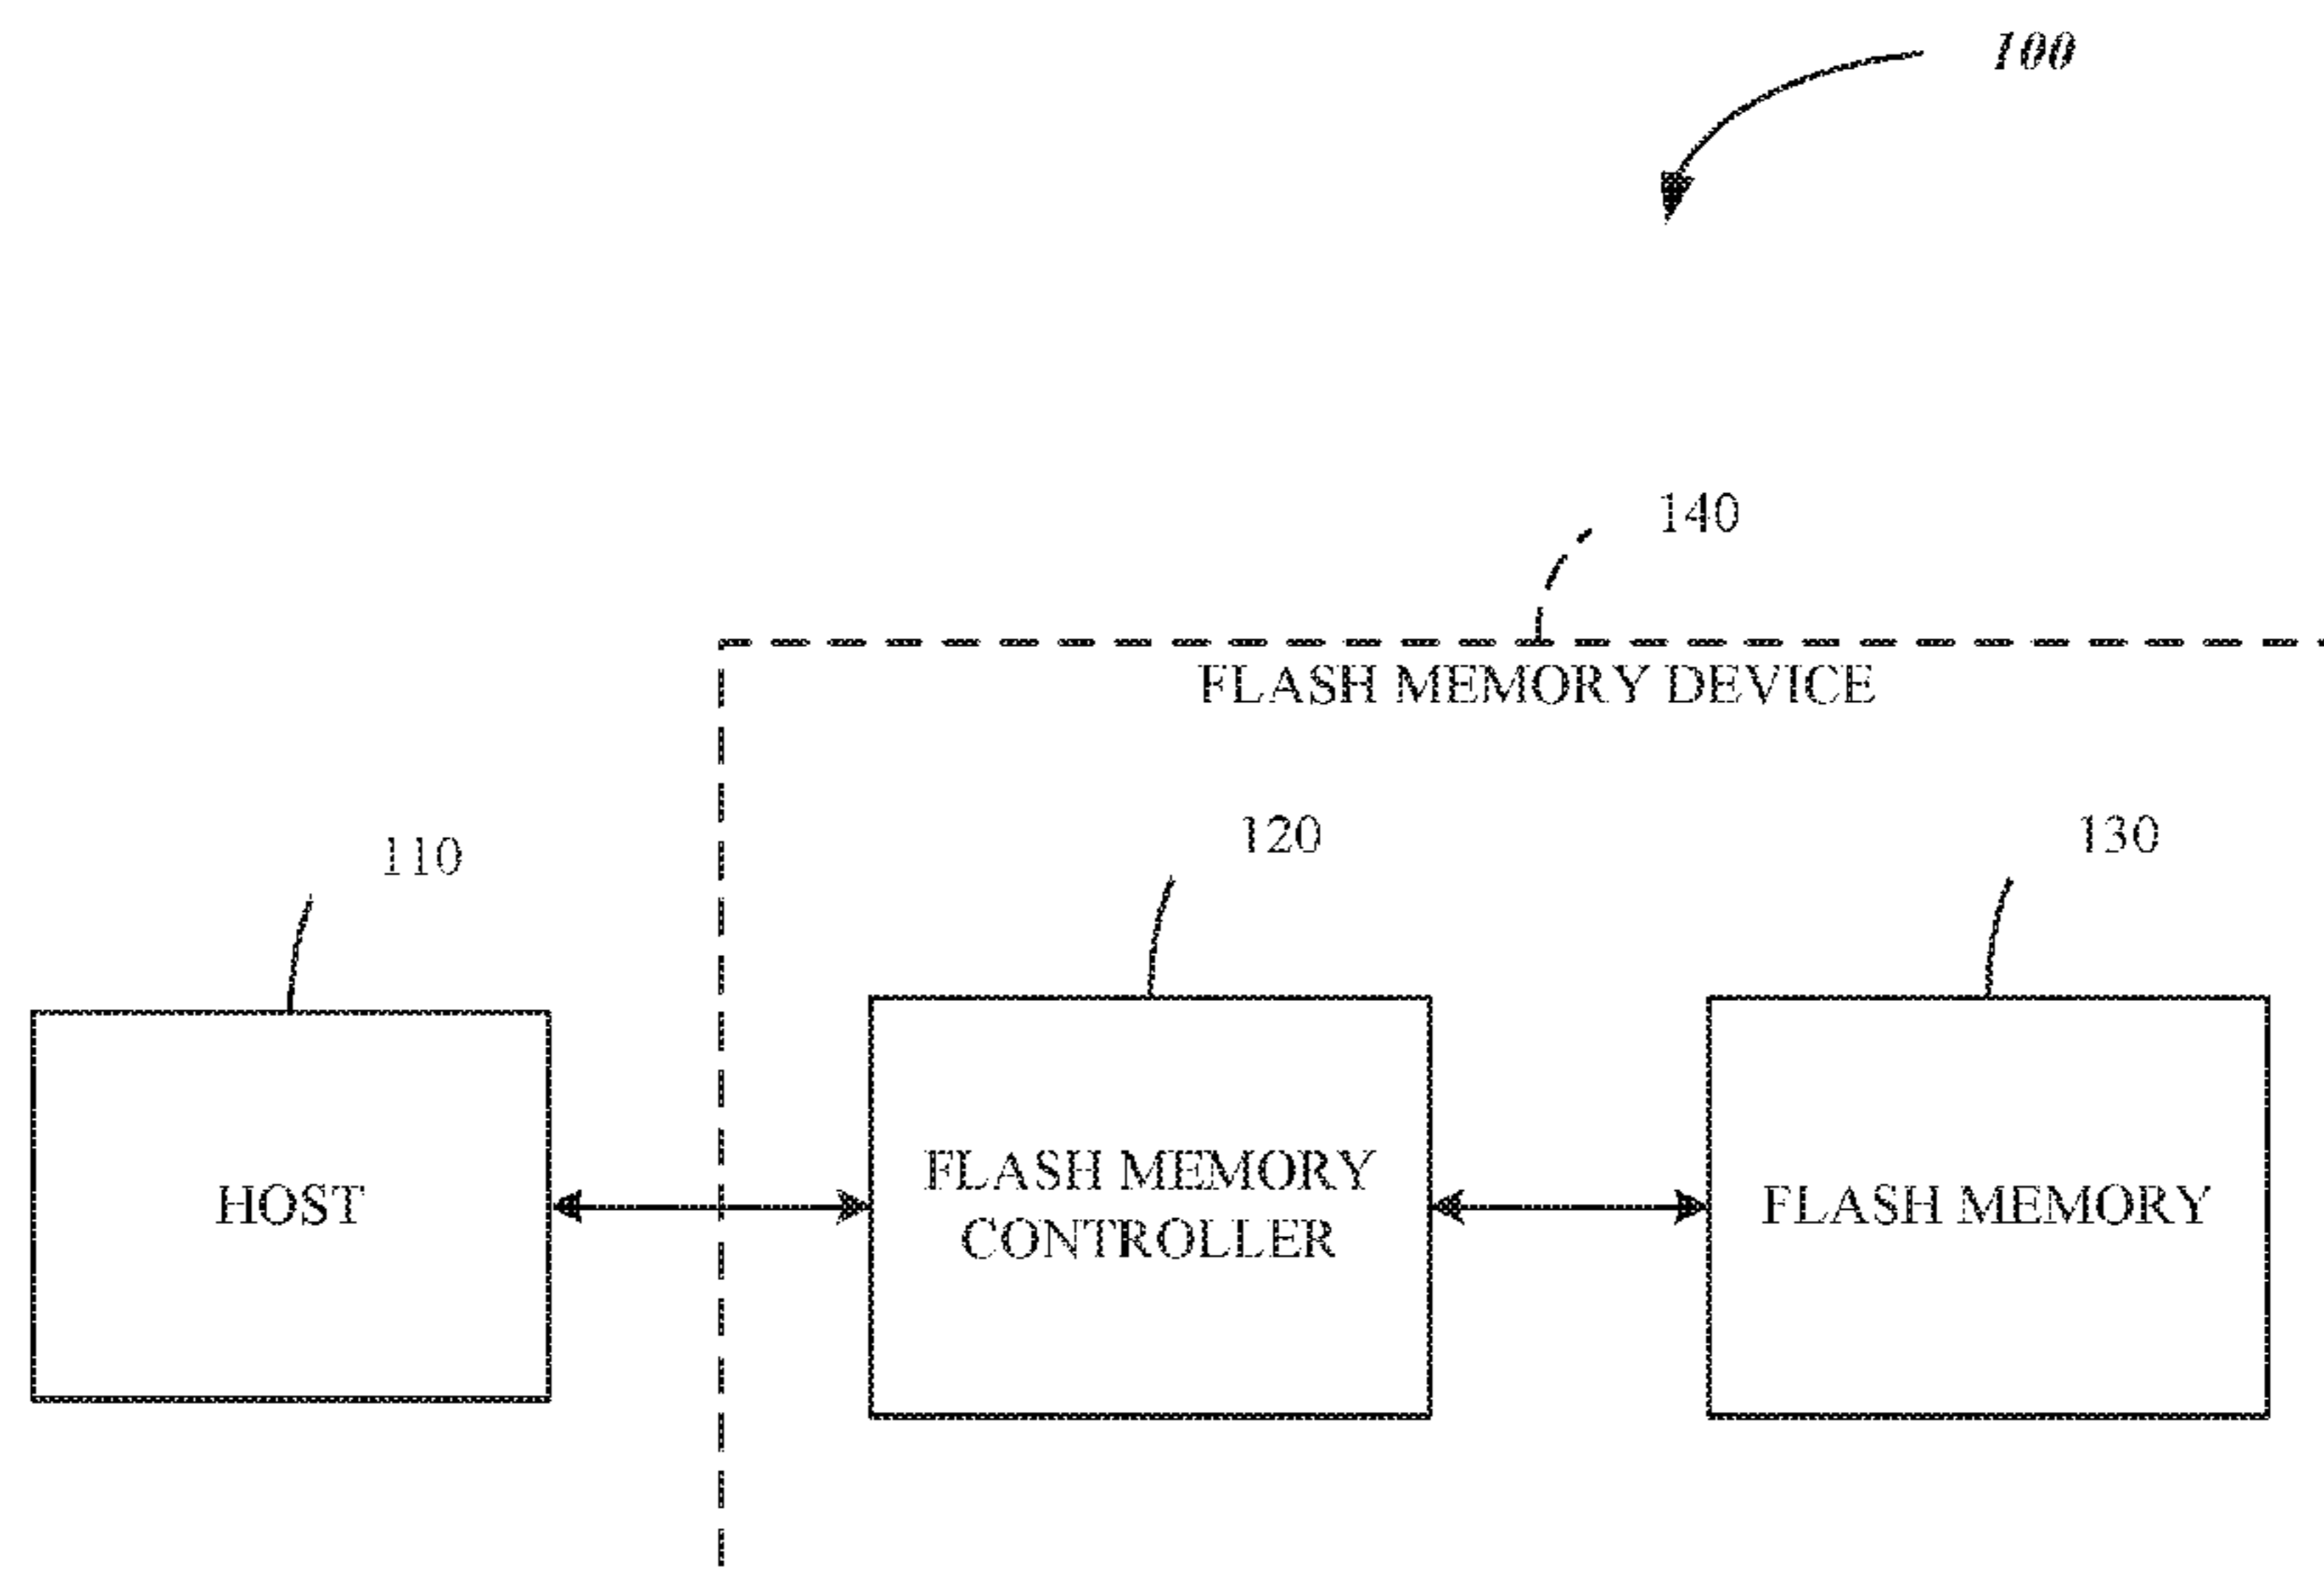 100
140
FLASH MEMORY DEVICE
110
120
130
HOST
FLASH MEMORY
CONTROLLER
FLASH MEMORY